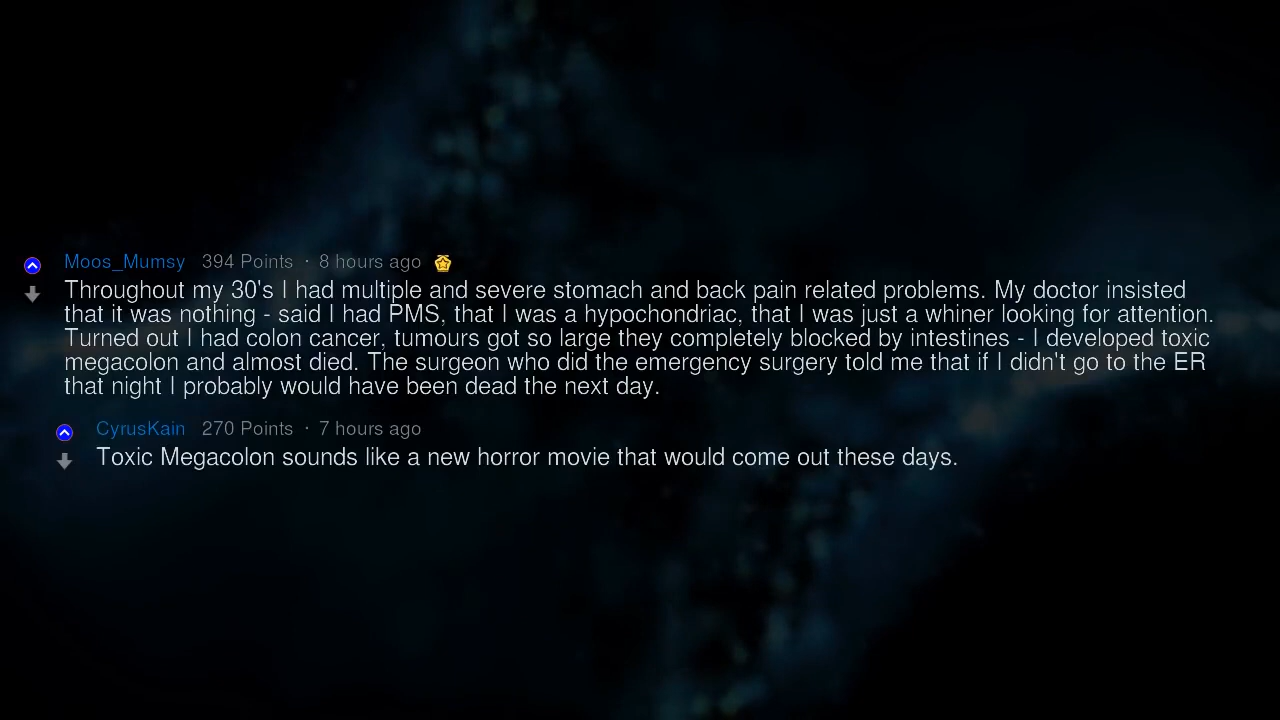 Moos_Mumsy 394 Points · 8 hours ago
Throughout my 30's I had multiple and severe stomach and back pain related problems. My doctor insisted
that it was nothing - said I had PMS, that I was a hypochondriac, that I was just a whiner looking for attention.
Turned out I had colon cancer, tumours got so large they completely blocked by intestines - I developed toxic
megacolon and almost died. The surgeon who did the emergency surgery told me that if I didn't go to the ER
that night I probably would have been dead the next day.
CyrusKain 270 Points · 7 hours ago
Toxic Megacolon sounds like a new horror movie that would come out these days.